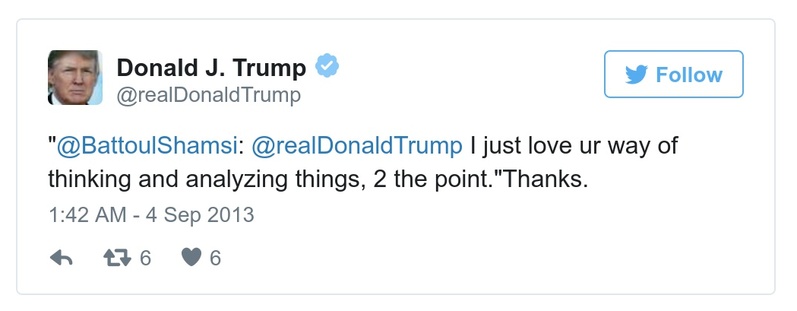 Donald J. Trump
@realDonaldTrump
Follow
"@BattoulShamsi: @realDonaldTrump I just love ur way of
thinking and analyzing things, 2 the point."Thanks.
1:42 AM - 4 Sep 2013
6 6